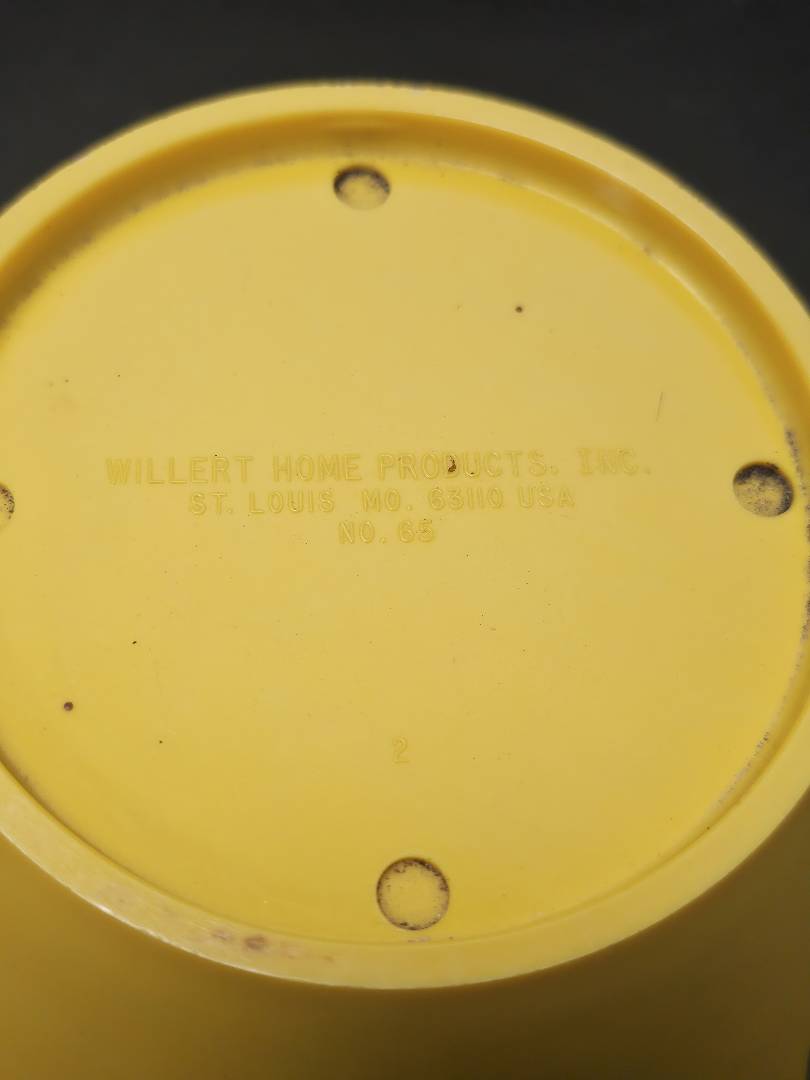 WILLERT HOME PRODUCTS. INC.
ST. LOUIS MO. 63110 USA
NO. 65
2